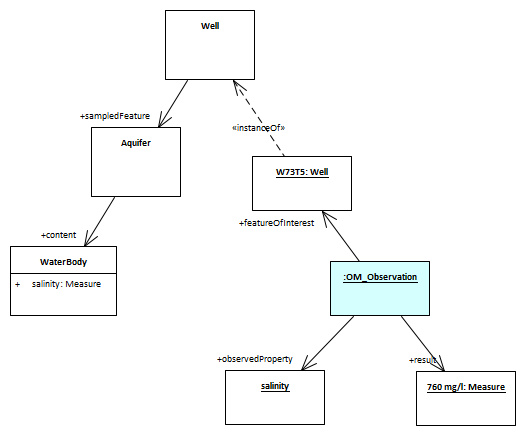 Well
+sampledFeature
«instanceOf»
Aquifer
W73T5: Well
+featureOfInterest
+content
WaterBody
+ salinity: Measure
:OM_Observation
+observedProperty
+result
salinity
760 mg/l: Measure